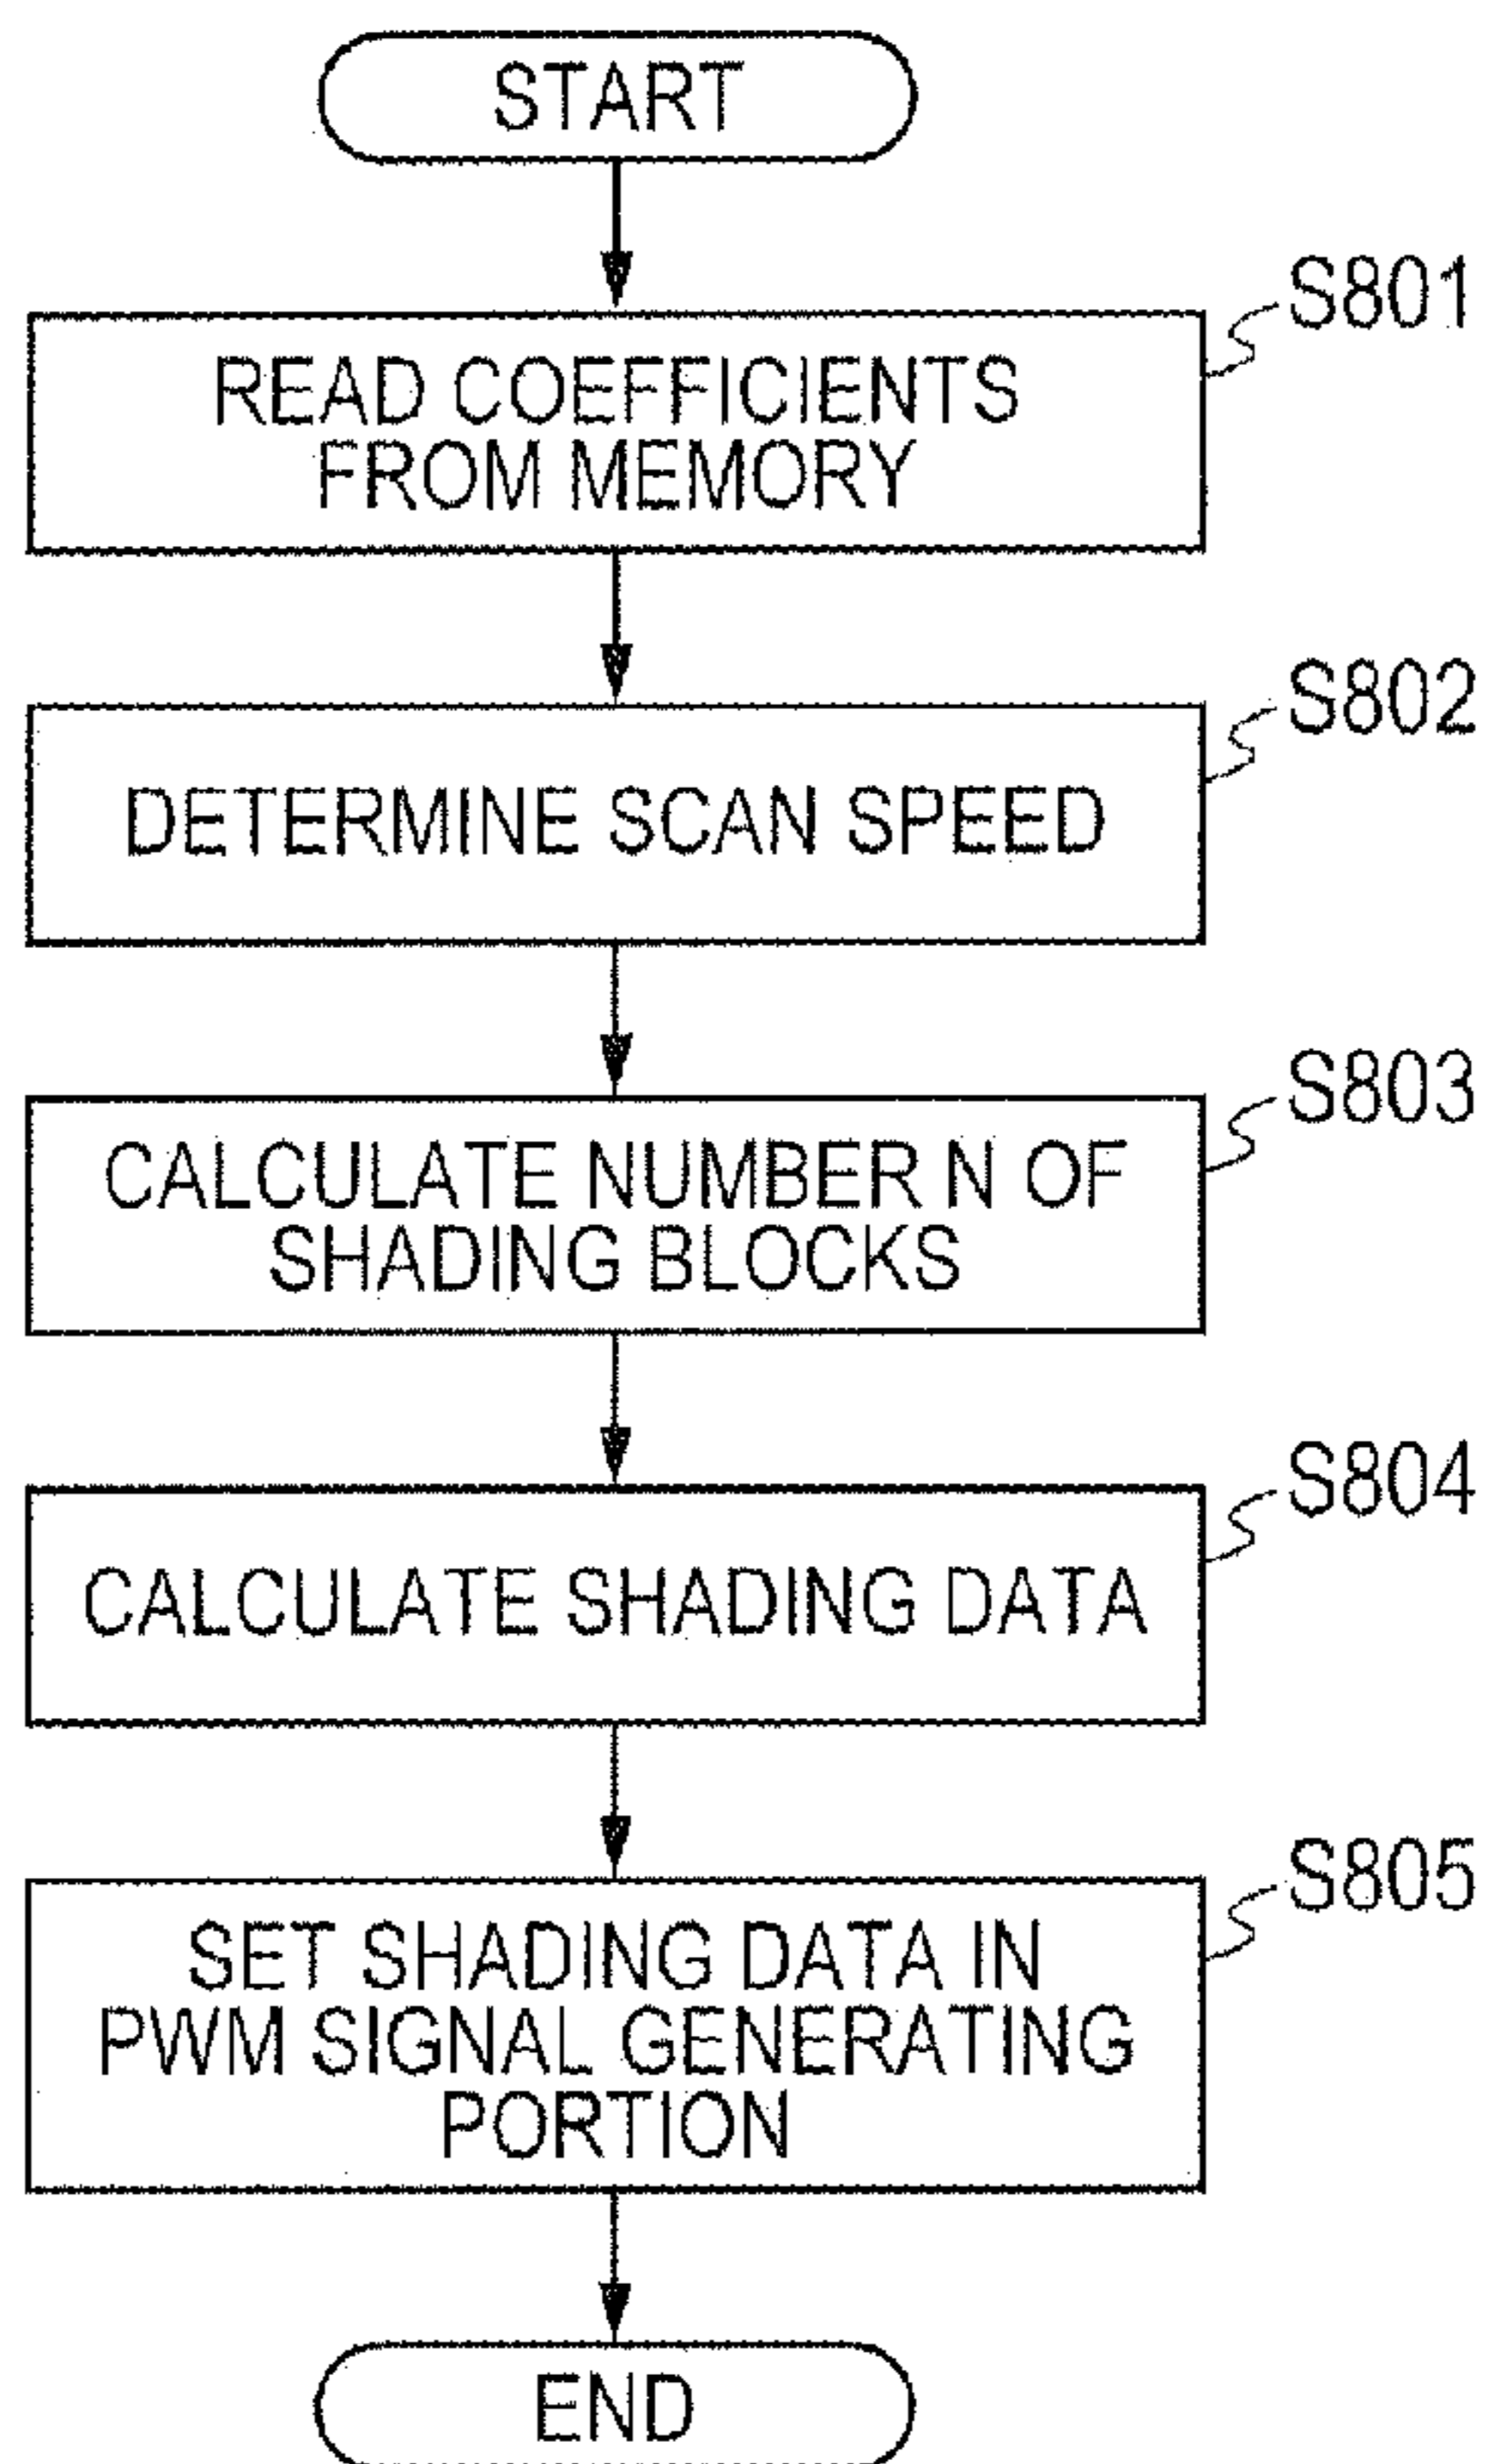 START
S801
READ COEFFICIENTS
FROM MEMORY
S802
DETERMINE SCAN SPEED
S803
CALCULATE NUMBER N OF
SHADING BLOCKS
S804
CALCULATE SHADING DATA
S805
SET SHADING DATA IN
PWM SIGNAL GENERATING
PORTION
END